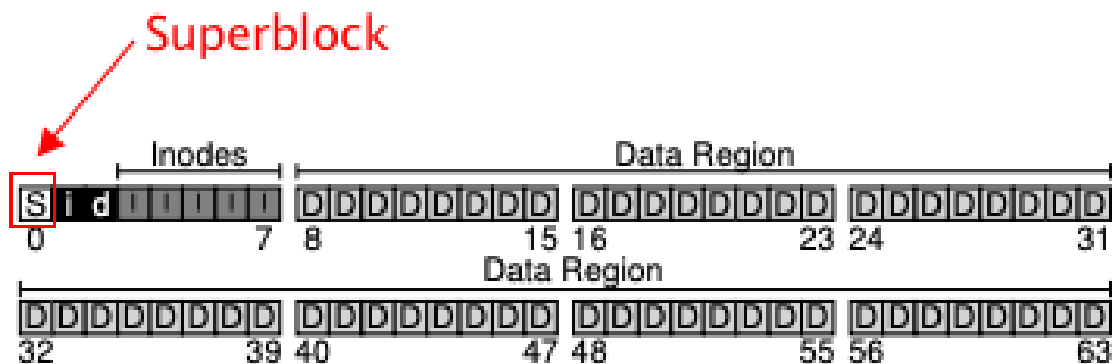 Superblock
Inodes Data Region
S i d I I I I I D D D D D D D D D D D D D D D D D D D D D D D D
0 7 8 15 16 23 24 31
Data Region
D D D D D D D D D D D D D D D D D D D D D D D D D D D D D D D D
32 39 40 47 48 55 56 63